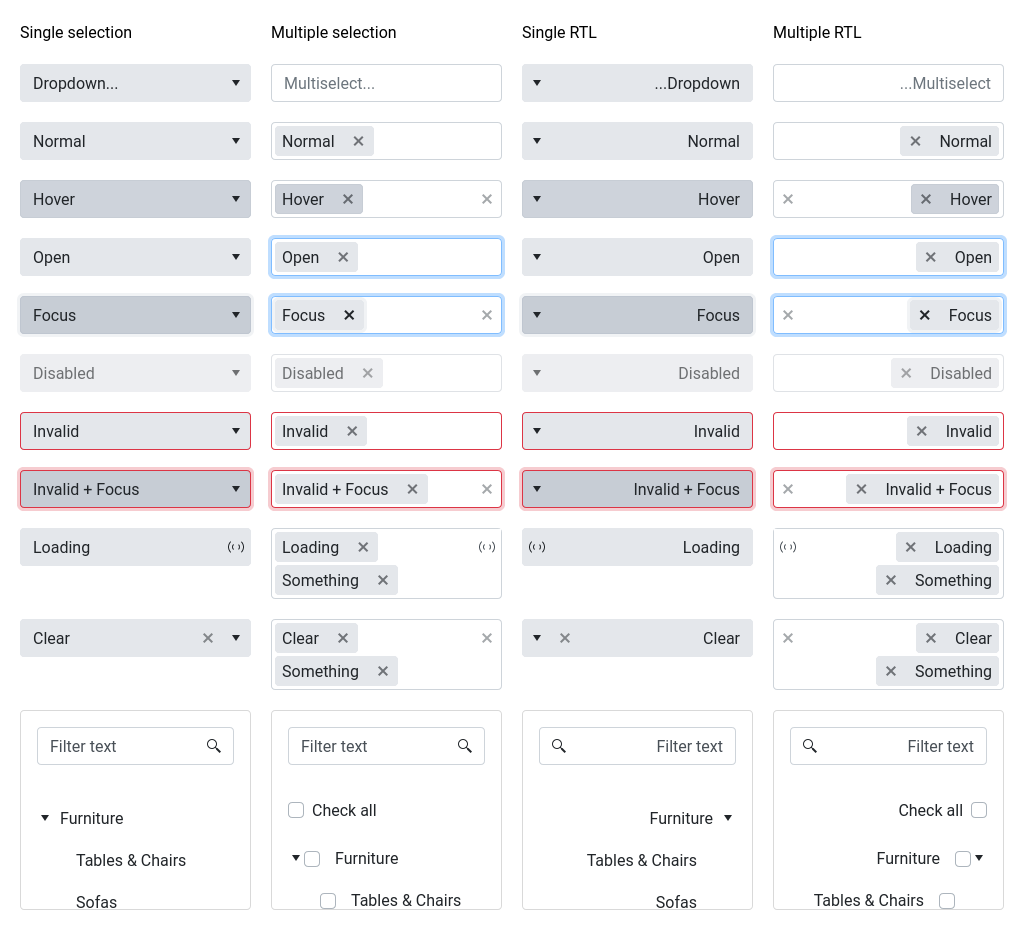 Single selection Multiple selection Single RTL Multiple RTL
Dropdown... Multiselect... ...Dropdown ...Multiselect
Normal Normal Normal Normal
Hover Hover Hover Hover
Open Open Open Open
Focus Focus Focus Focus
Disabled Disabled Disabled Disabled
Invalid Invalid Invalid Invalid
Invalid + Focus Invalid + Focus Invalid + Focus Invalid + Focus
Loading Loading Loading Loading
Something Something
Clear Clear Clear Clear
Something Something
Filter text Filter text Filter text Filter text
Check all Check all
Furniture Furniture
Furniture Furniture
Tables & Chairs Tables & Chairs
Tables & Chairs Tables & Chairs
Sofas Sofas